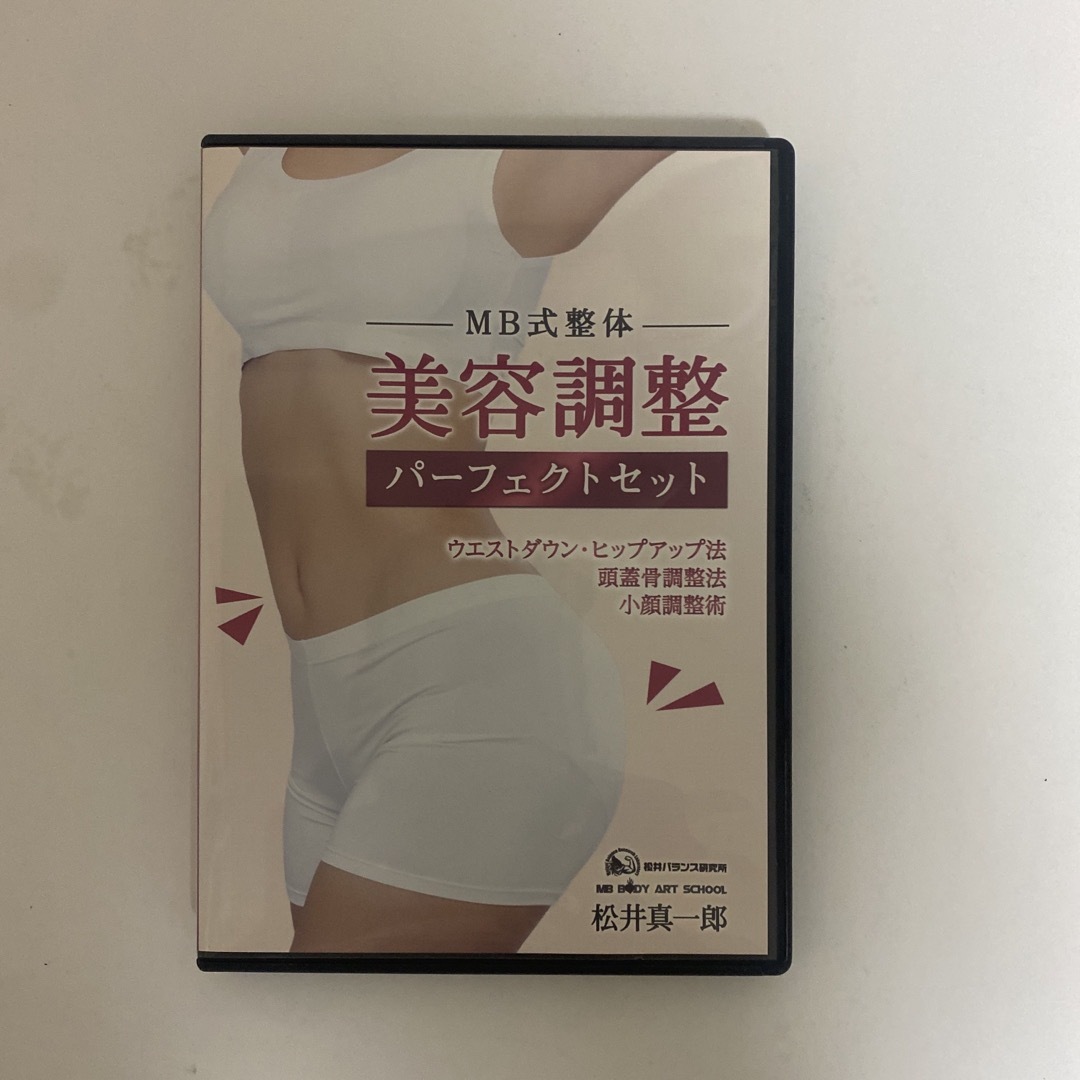 MB式整体
美容調整
パーフェクトセット
ウエストダウン・ヒップアップ法
頭蓋骨調整法
小顔調整術
松井バランス研究所
MB BODY ART SCHOOL
松井真一郎